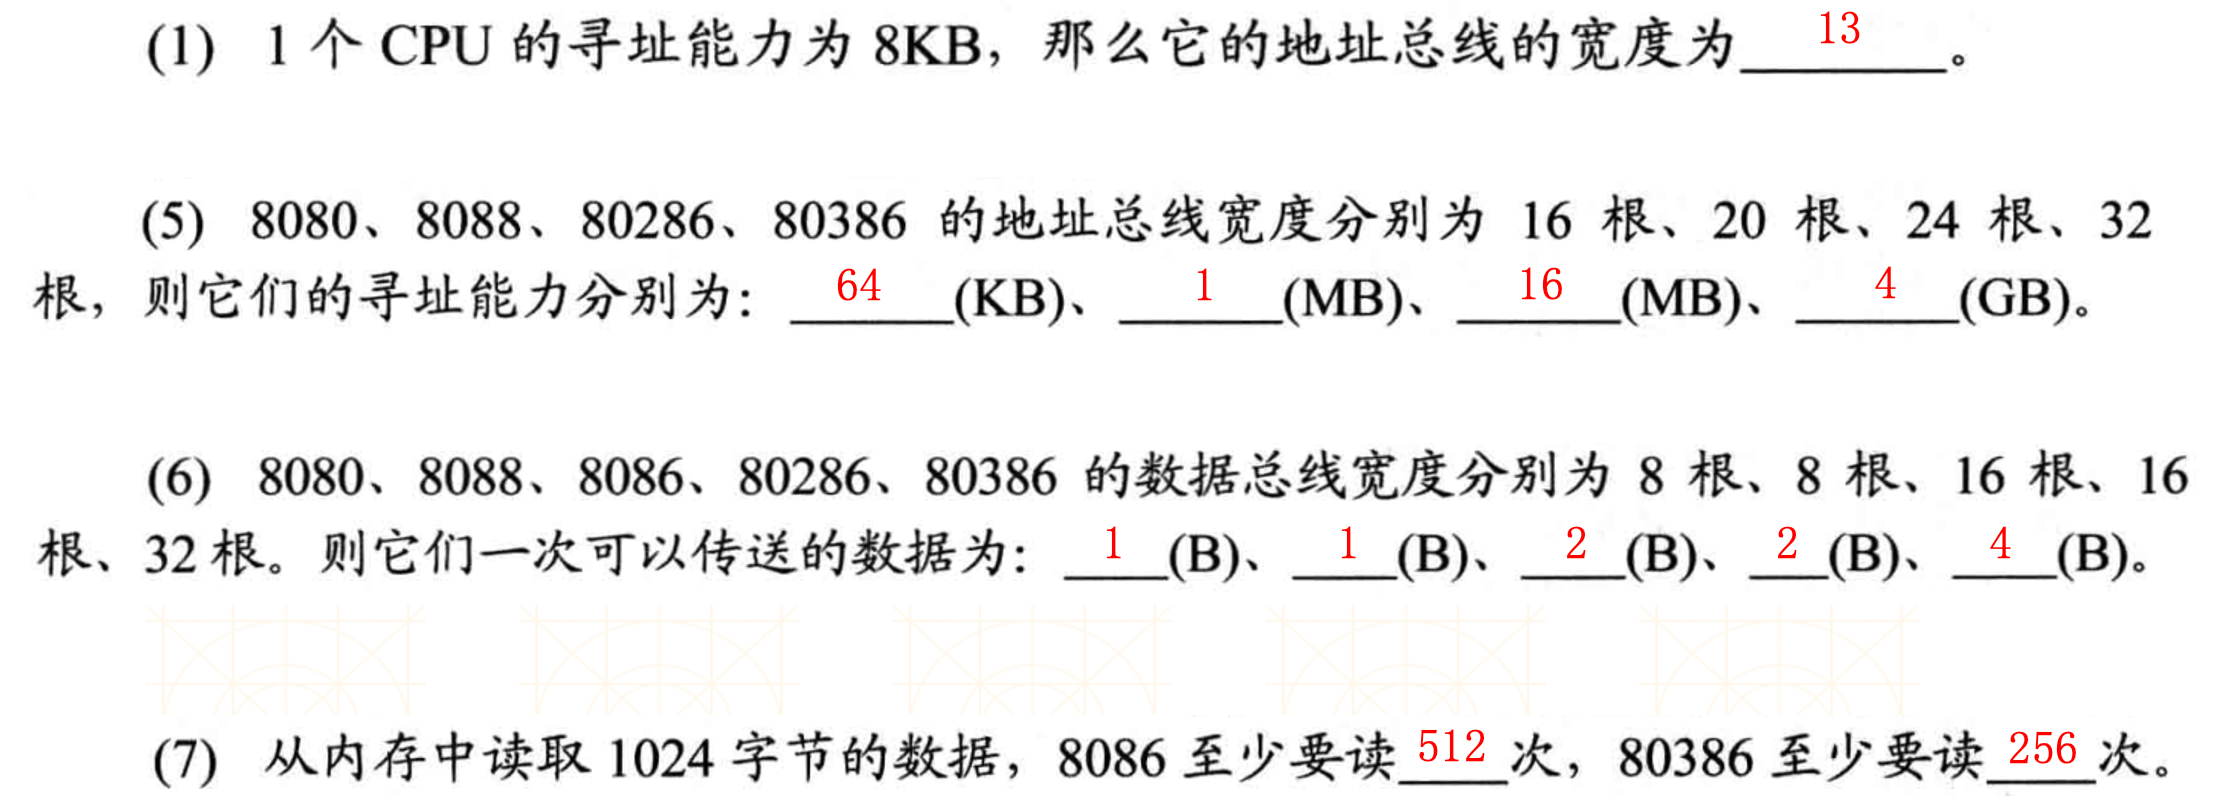 (1) 1 个 CPU 的寻址能力为 8KB，那么它的地址总线的宽度为 13 。
(5) 8080、8088、80286、80386 的地址总线宽度分别为 16 根、20 根、24 根、32
根，则它们的寻址能力分别为： 64 (KB)、 1 (MB)、 16 (MB)、 4 (GB)。
(6) 8080、8088、8086、80286、80386 的数据总线宽度分别为 8 根、8 根、16 根、16
根、32 根。则它们一次可以传送的数据为： 1 (B)、 1 (B)、 2 (B)、 2 (B)、 4 (B)。
(7) 从内存中读取 1024 字节的数据，8086 至少要读 512 次，80386 至少要读 256 次。